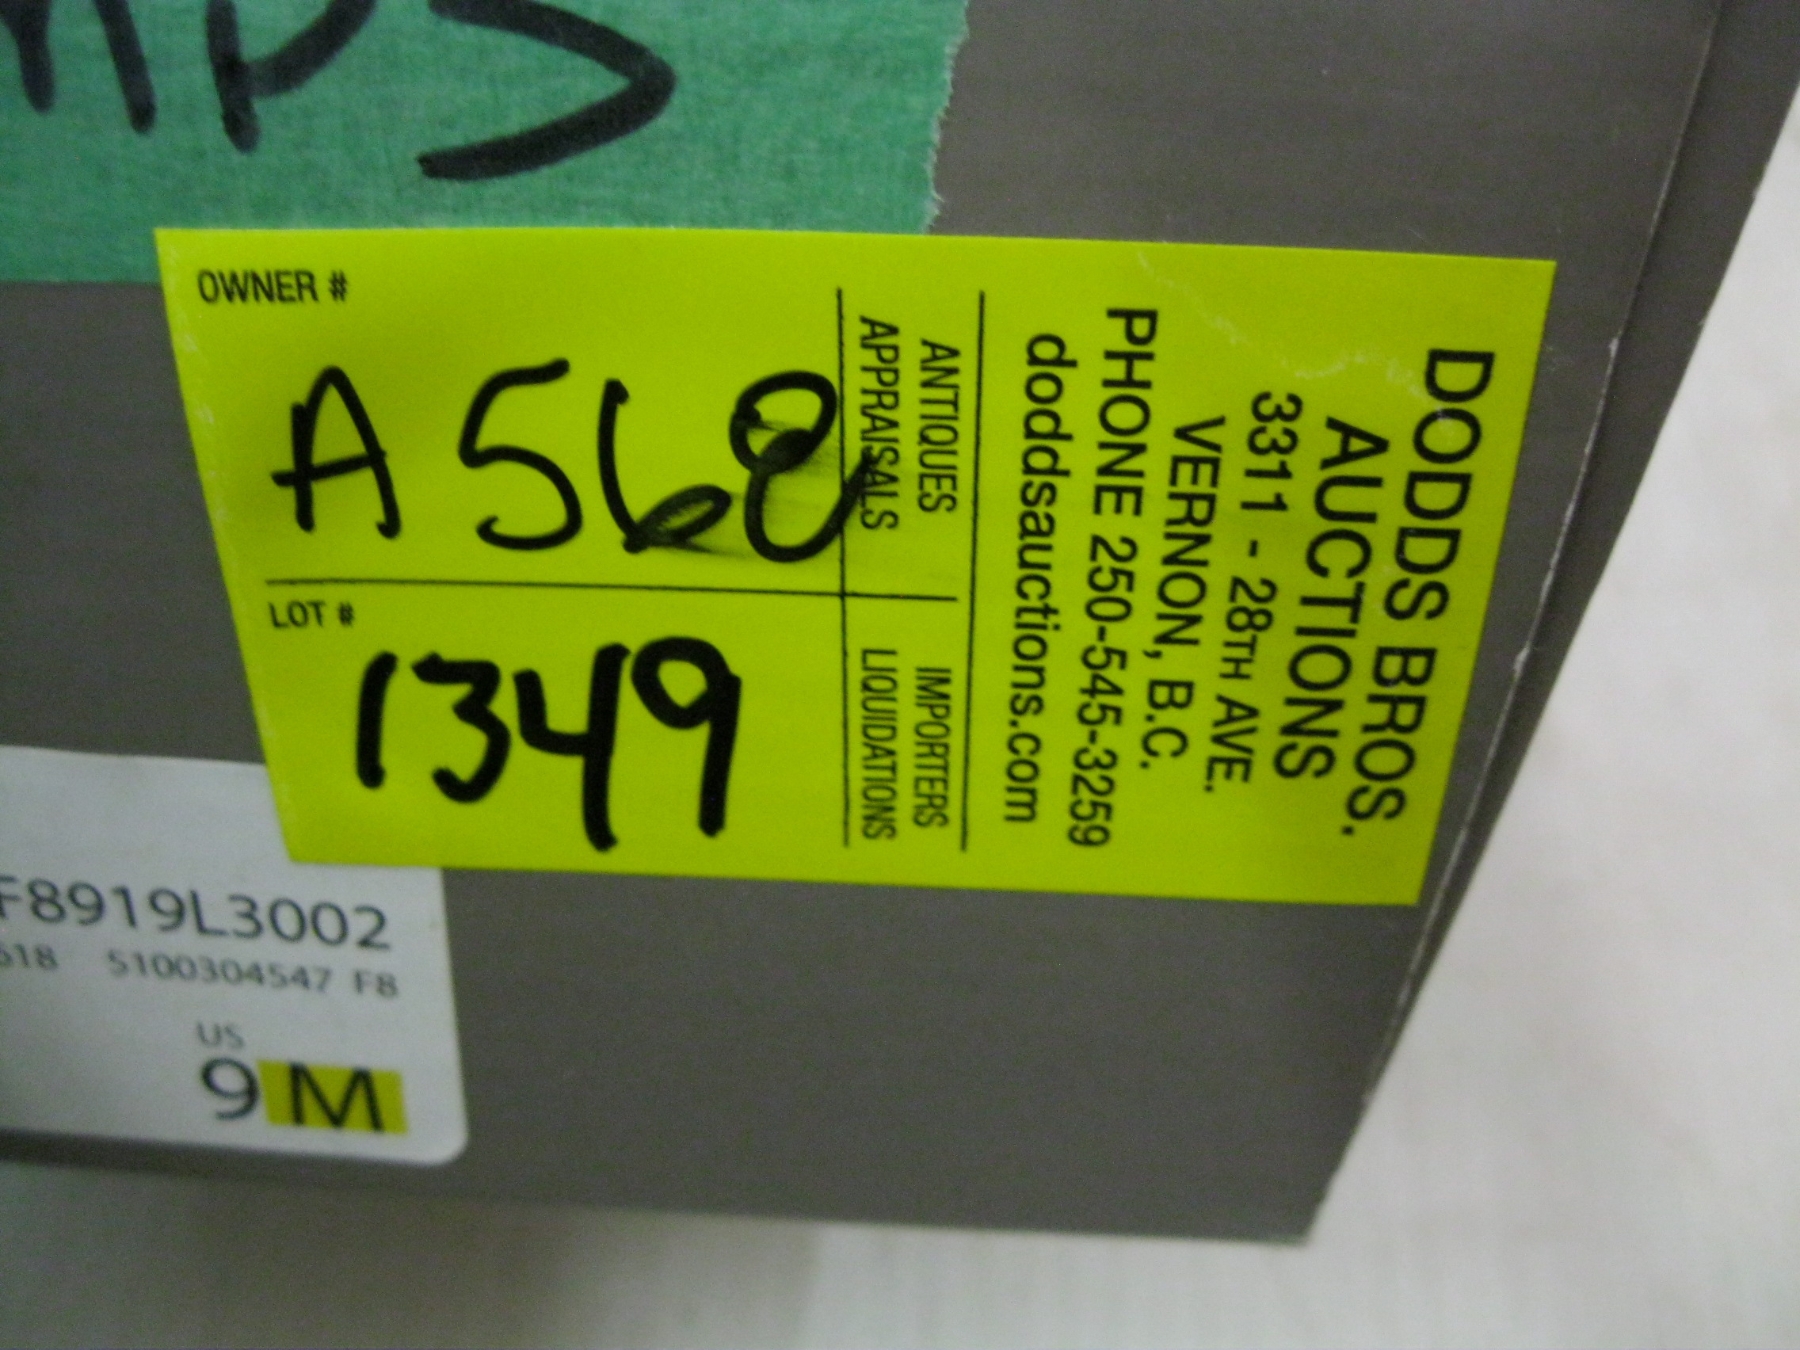 OWNER #
A568
LOT #
1349
ANTIQUES
APPRAISALS
IMPORTERS
LIQUIDATIONS
DODDS BROS.
AUCTIONS
3311 - 28TH AVE.
VERNON, B.C.
PHONE 250-545-3259
doddsauctions.com
F8919L3002
618 5100304547 F8
US
9 M